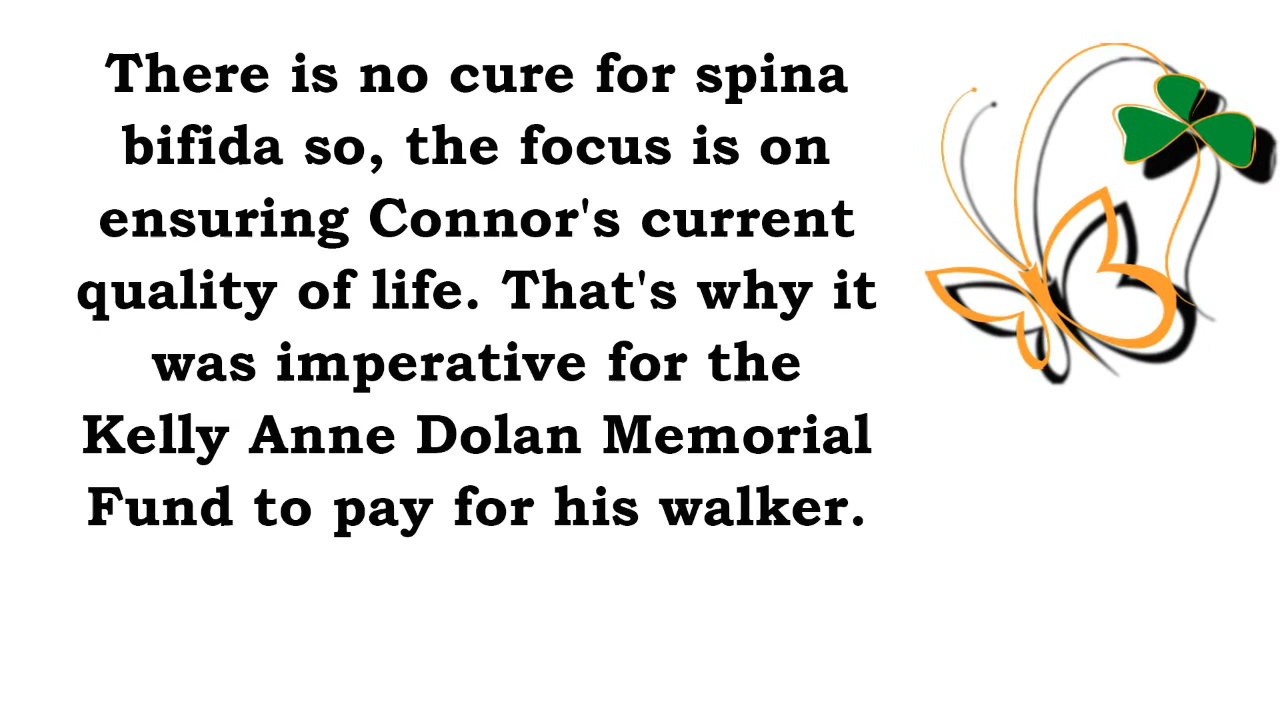 There is no cure for spina
bifida so, the focus is on
ensuring Connor's current
quality of life. That's why it
was imperative for the
Kelly Anne Dolan Memorial
Fund to pay for his walker.